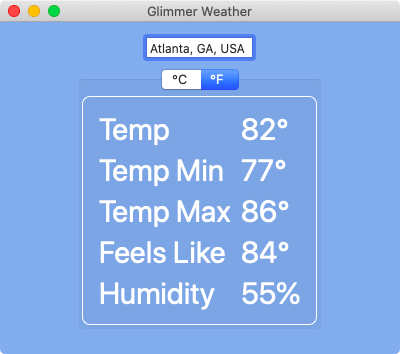 Glimmer Weather
Atlanta, GA, USA
°C °F
Temp 82°
Temp Min 77°
Temp Max 86°
Feels Like 84°
Humidity 55%